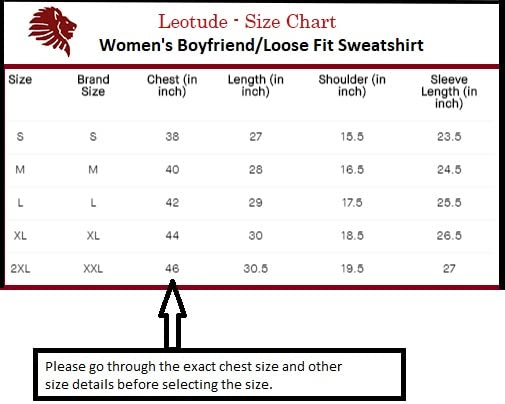 Leotude - Size Chart
Women's Boyfriend/Loose Fit Sweatshirt
Size Brand Size Chest (in inch) Length (in inch) Shoulder (in inch) Sleeve Length (in inch)
S S 38 27 15.5 23.5
M M 40 28 16.5 24.5
L L 42 29 17.5 25.5
XL XL 44 30 18.5 26.5
2XL XXL 46 30.5 19.5 27
Please go through the exact chest size and other
size details before selecting the size.